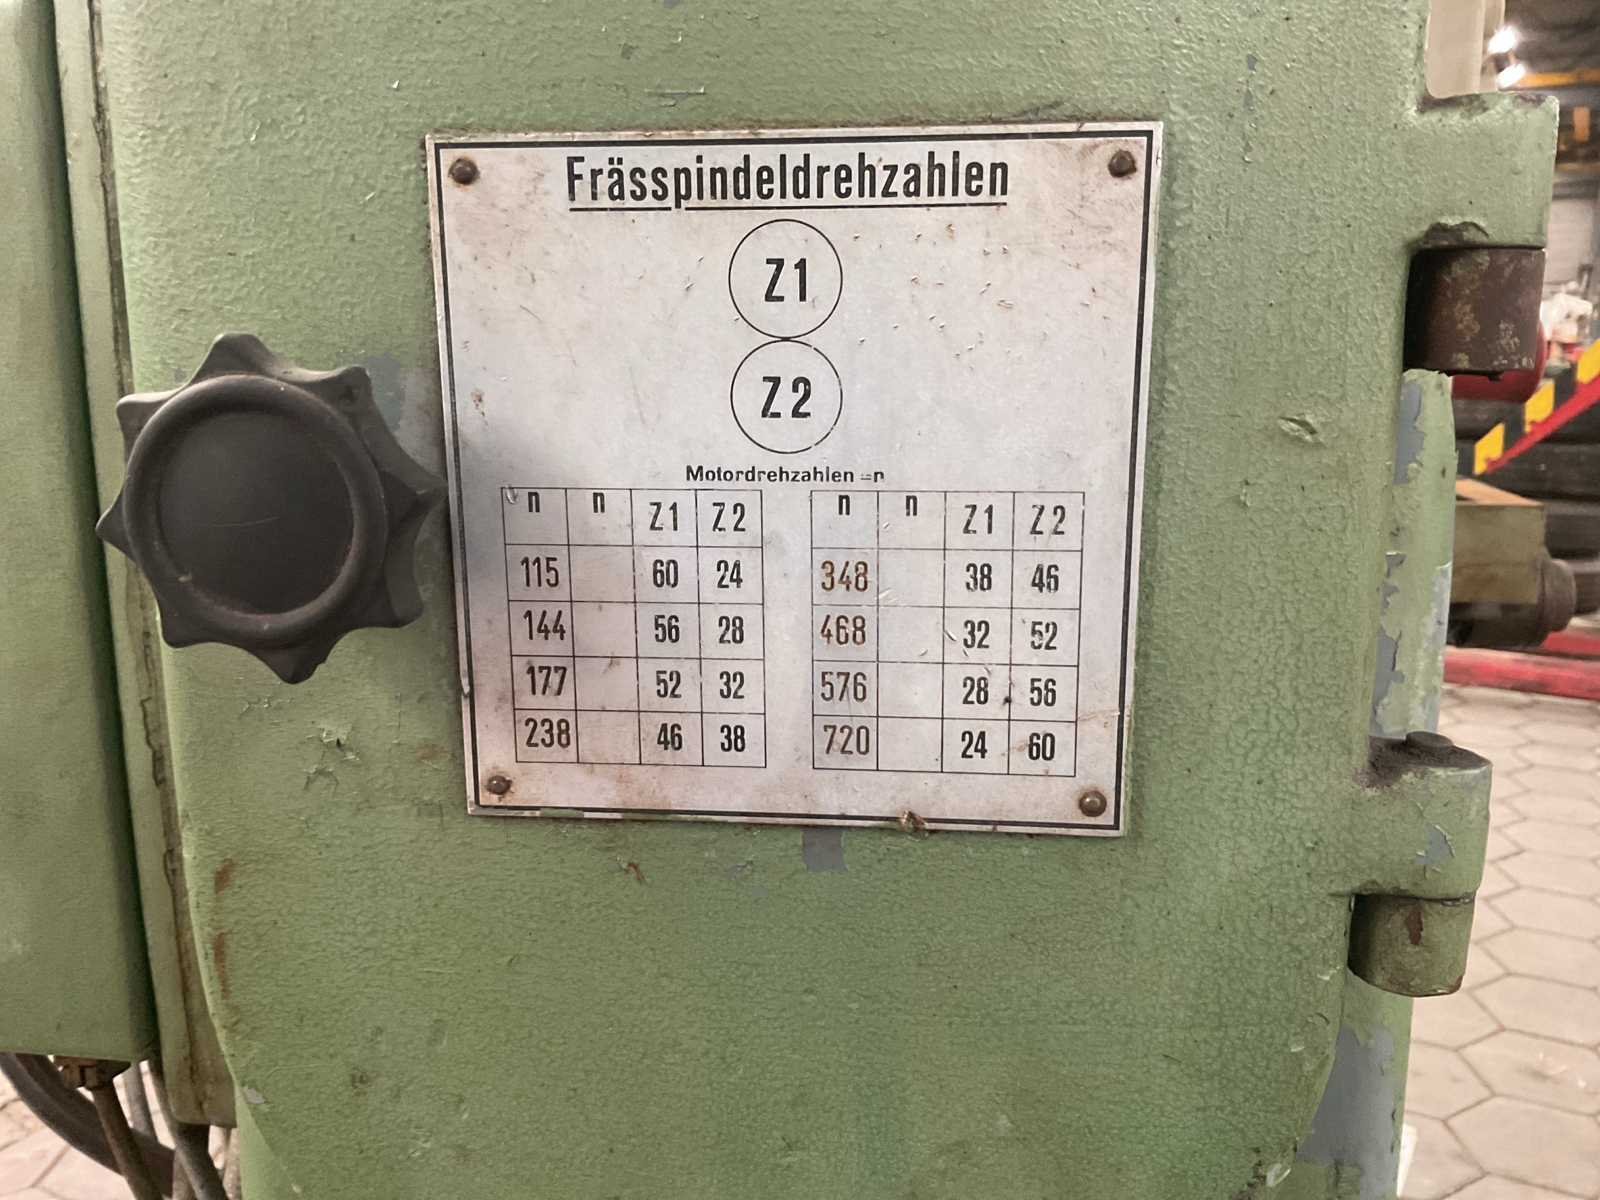 Frässpindeldrehzahlen
Z1
Z2
Motordrehzahlen =n
n n Z1 Z2
115 60 24
144 56 28
177 52 32
238 46 38
n n Z1 Z2
348 38 46
468 32 52
576 28 56
720 24 60